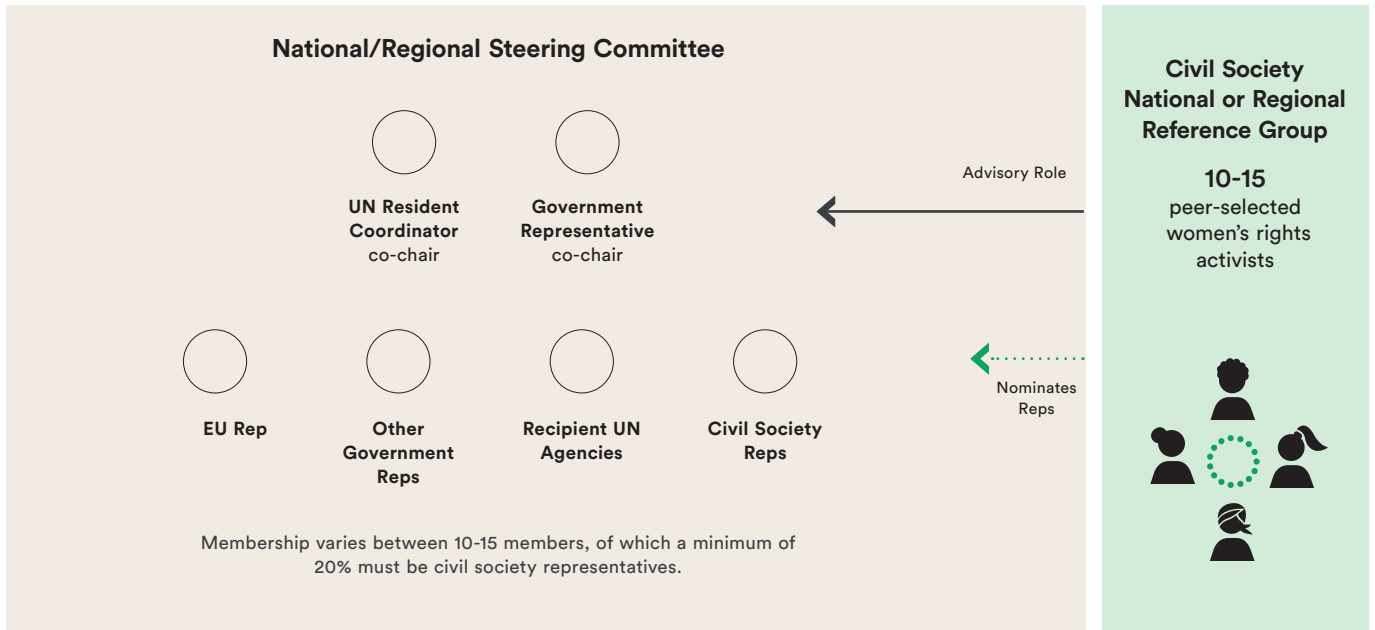 National/Regional Steering Committee
UN Resident
Coordinator
co-chair
Government
Representative
co-chair
Advisory Role
EU Rep
Other
Government
Reps
Recipient UN
Agencies
Civil Society
Reps
Nominates
Reps
Membership varies between 10-15 members, of which a minimum of
20% must be civil society representatives.
Civil Society
National or Regional
Reference Group
10-15
peer-selected
women’s rights
activists